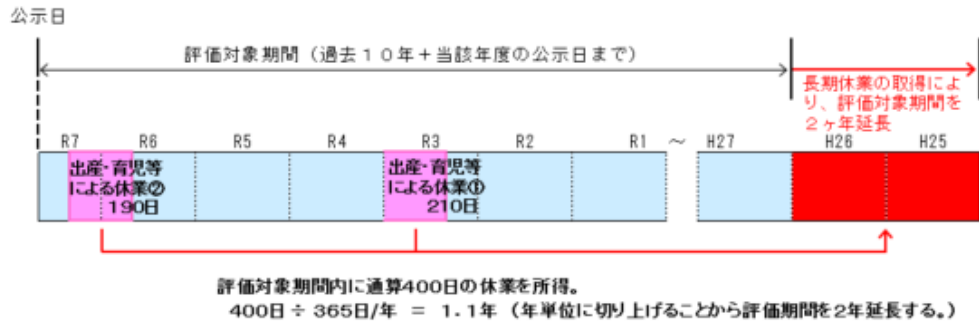 公示日
評価対象期間（過去１０年＋当該年度の公示日まで）
長期休業の取得によ
り、評価対象期間を
２ヶ年延長
R7 R6 R5 R4 R3 R2 R1 ～ H27 H26 H25
出産・育児等
による休業②
190日
出産・育児等
による休業①
210日
評価対象期間内に通算400日の休業を所得。
400日÷365日/年 ＝ 1.1年（年単位に切り上げることから評価期間を2年延長する。）